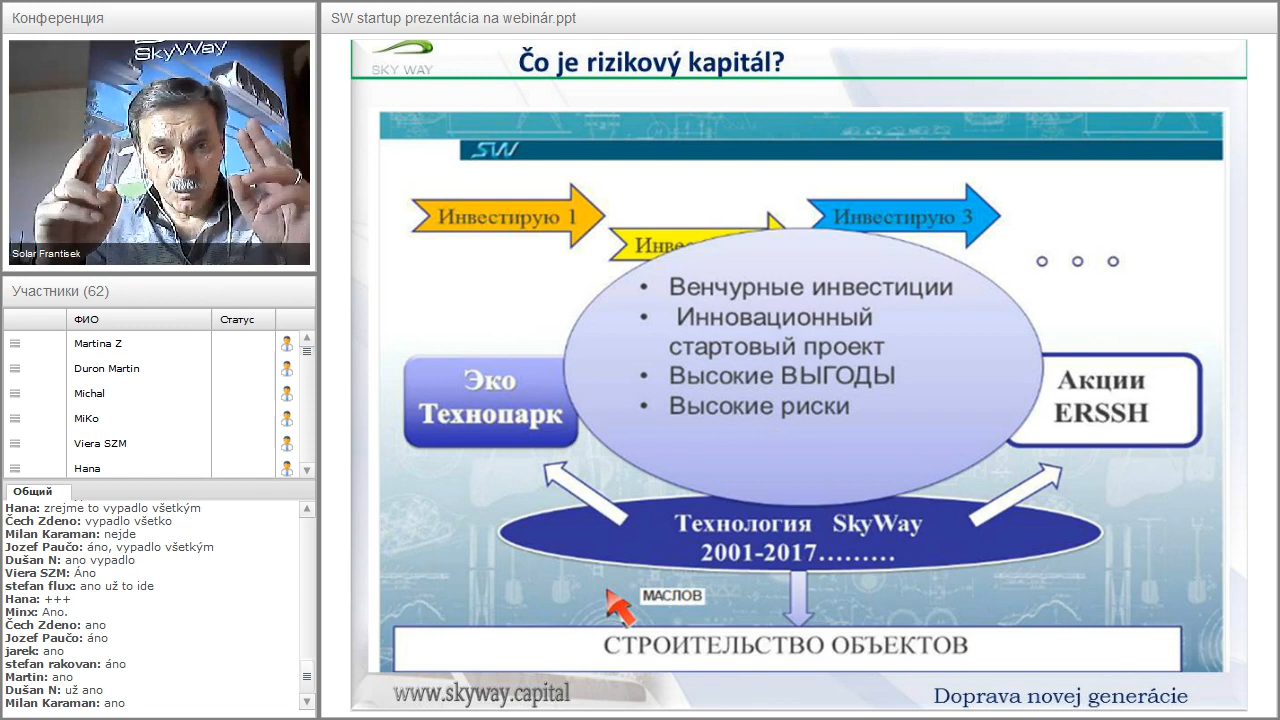 Конференция
SkyWay
Solar Frantisek
Участники (62)
ФИО
Статус
Martina Z
Duron Martin
Michal
MiKo
Viera SZM
Hana
Общий
Hana: zrejme to vypadlo všetkým
Čech Zdeno: vypadlo všetko
Milan Karaman: nejde
Jozef Paučo: áno, vypadlo všetkým
Dušan N: ano vypadlo
Viera SZM: Áno
stefan flux: ano už to ide
Hana: +++
Minx: Ano.
Čech Zdeno: ano
Jozef Paučo: áno
jarek: ano
stefan rakovan: áno
Martin: ano
Dušan N: už ano
Milan Karaman: ano
SW startup prezentácia na webinár.ppt
SKY WAY
Čo je rizikový kapitál?
SW
Инвестирую 1
Инве
Инвестирую 3
• Венчурные инвестиции
• Инновационный
стартовый проект
• Высокие ВЫГОДЫ
• Высокие риски
Эко
Технопарк
Акции
ERSSH
Технология SkyWay
2001-2017.........
МАСЛОВ
СТРОИТЕЛЬСТВО ОБЪЕКТОВ
www.skyway.capital
Doprava novej generácie